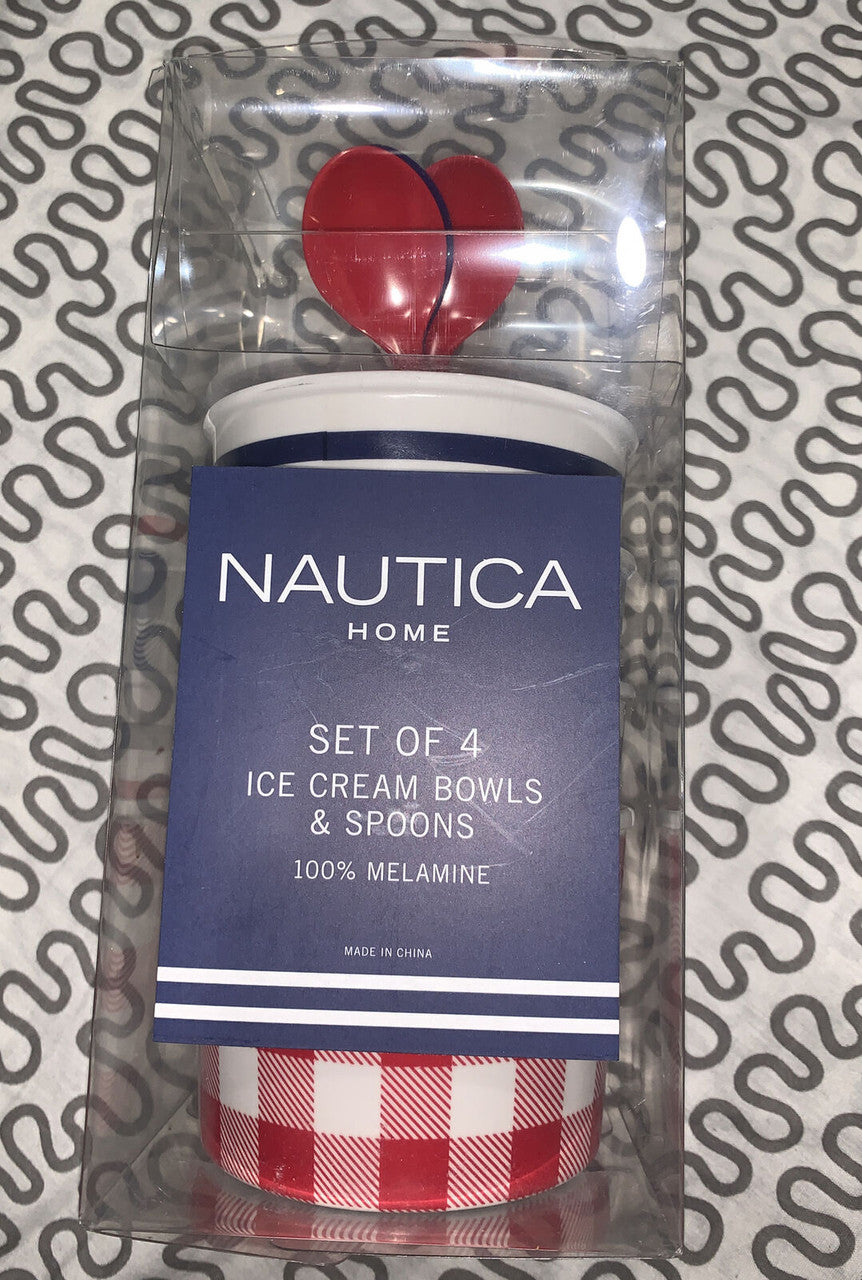 NAUTICA
HOME
SET OF 4
ICE CREAM BOWLS
& SPOONS
100% MELAMINE
MADE IN CHINA